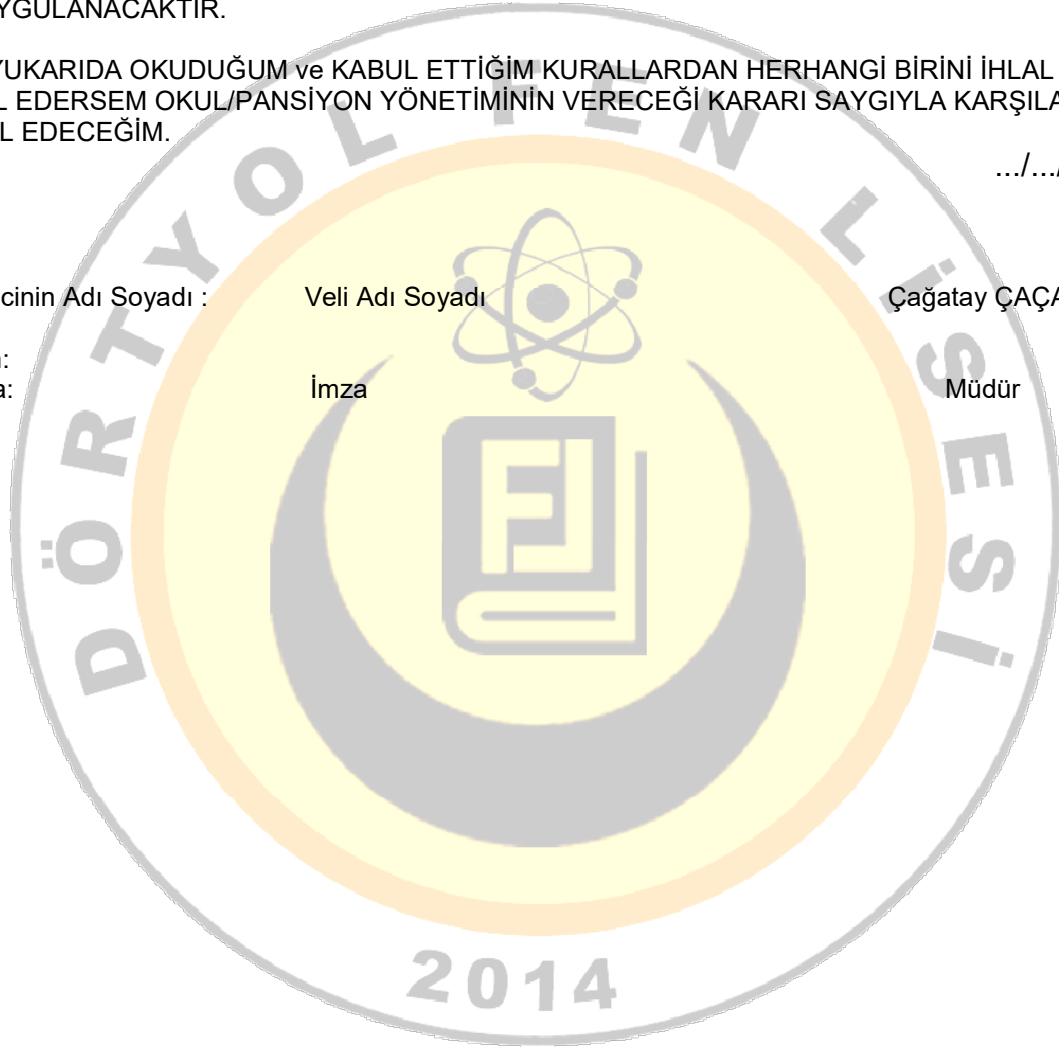 YGULANACAKTIR.
YUKARIDA OKUDUĞUM ve KABUL ETTİĞİM KURALLARDAN HERHANGİ BİRİNİ İHLAL
L EDERSEM OKUL/PANSİYON YÖNETİMİNİN VERECEĞİ KARARI SAYGIYLA KARŞILA
L EDECEĞİM.
.../.../
cinin Adı Soyadı : Veli Adı Soyadı Çağatay ÇAÇA
a: İmza Müdür
DÖRTYOL FEN LİSESİ
2014